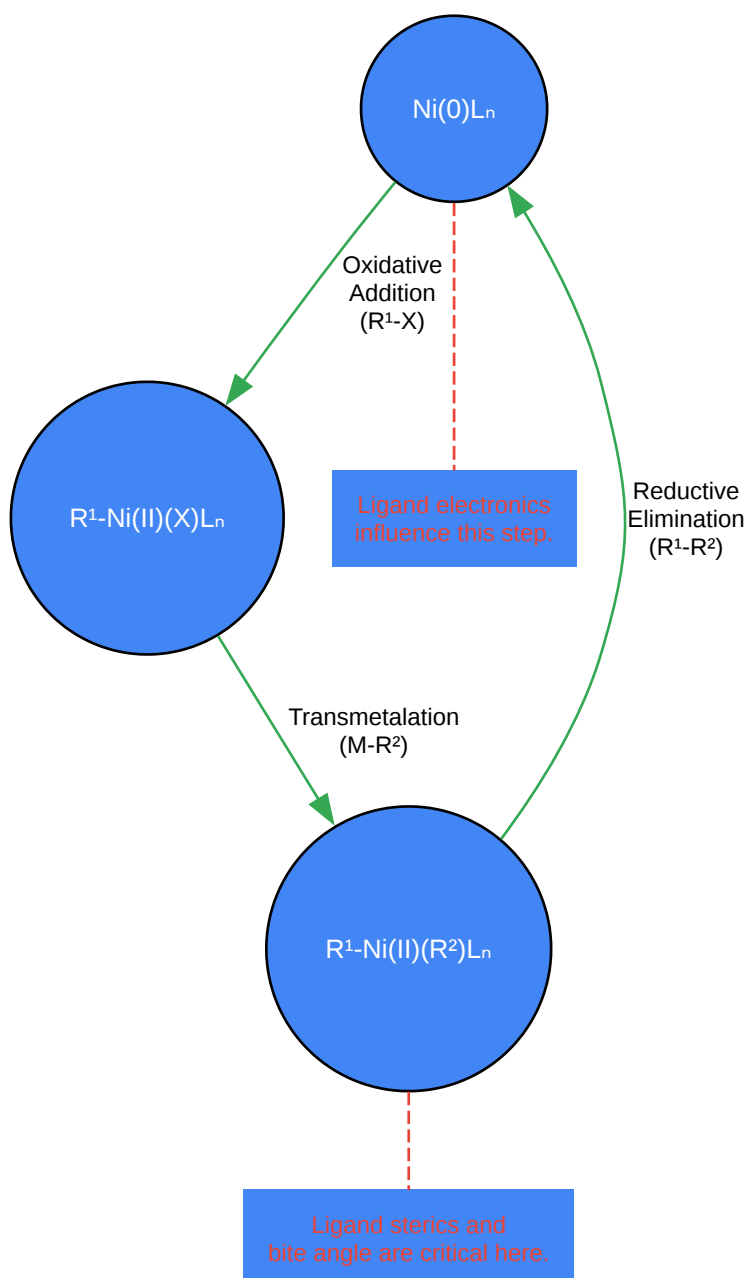 Ni(0)Lₙ
Oxidative
Addition
(R¹-X)
Ligand electronics
influence this step.
Reductive
Elimination
(R¹-R²)
R¹-Ni(II)(X)Lₙ
Transmetalation
(M-R²)
R¹-Ni(II)(R²)Lₙ
Ligand sterics and
bite angle are critical here.